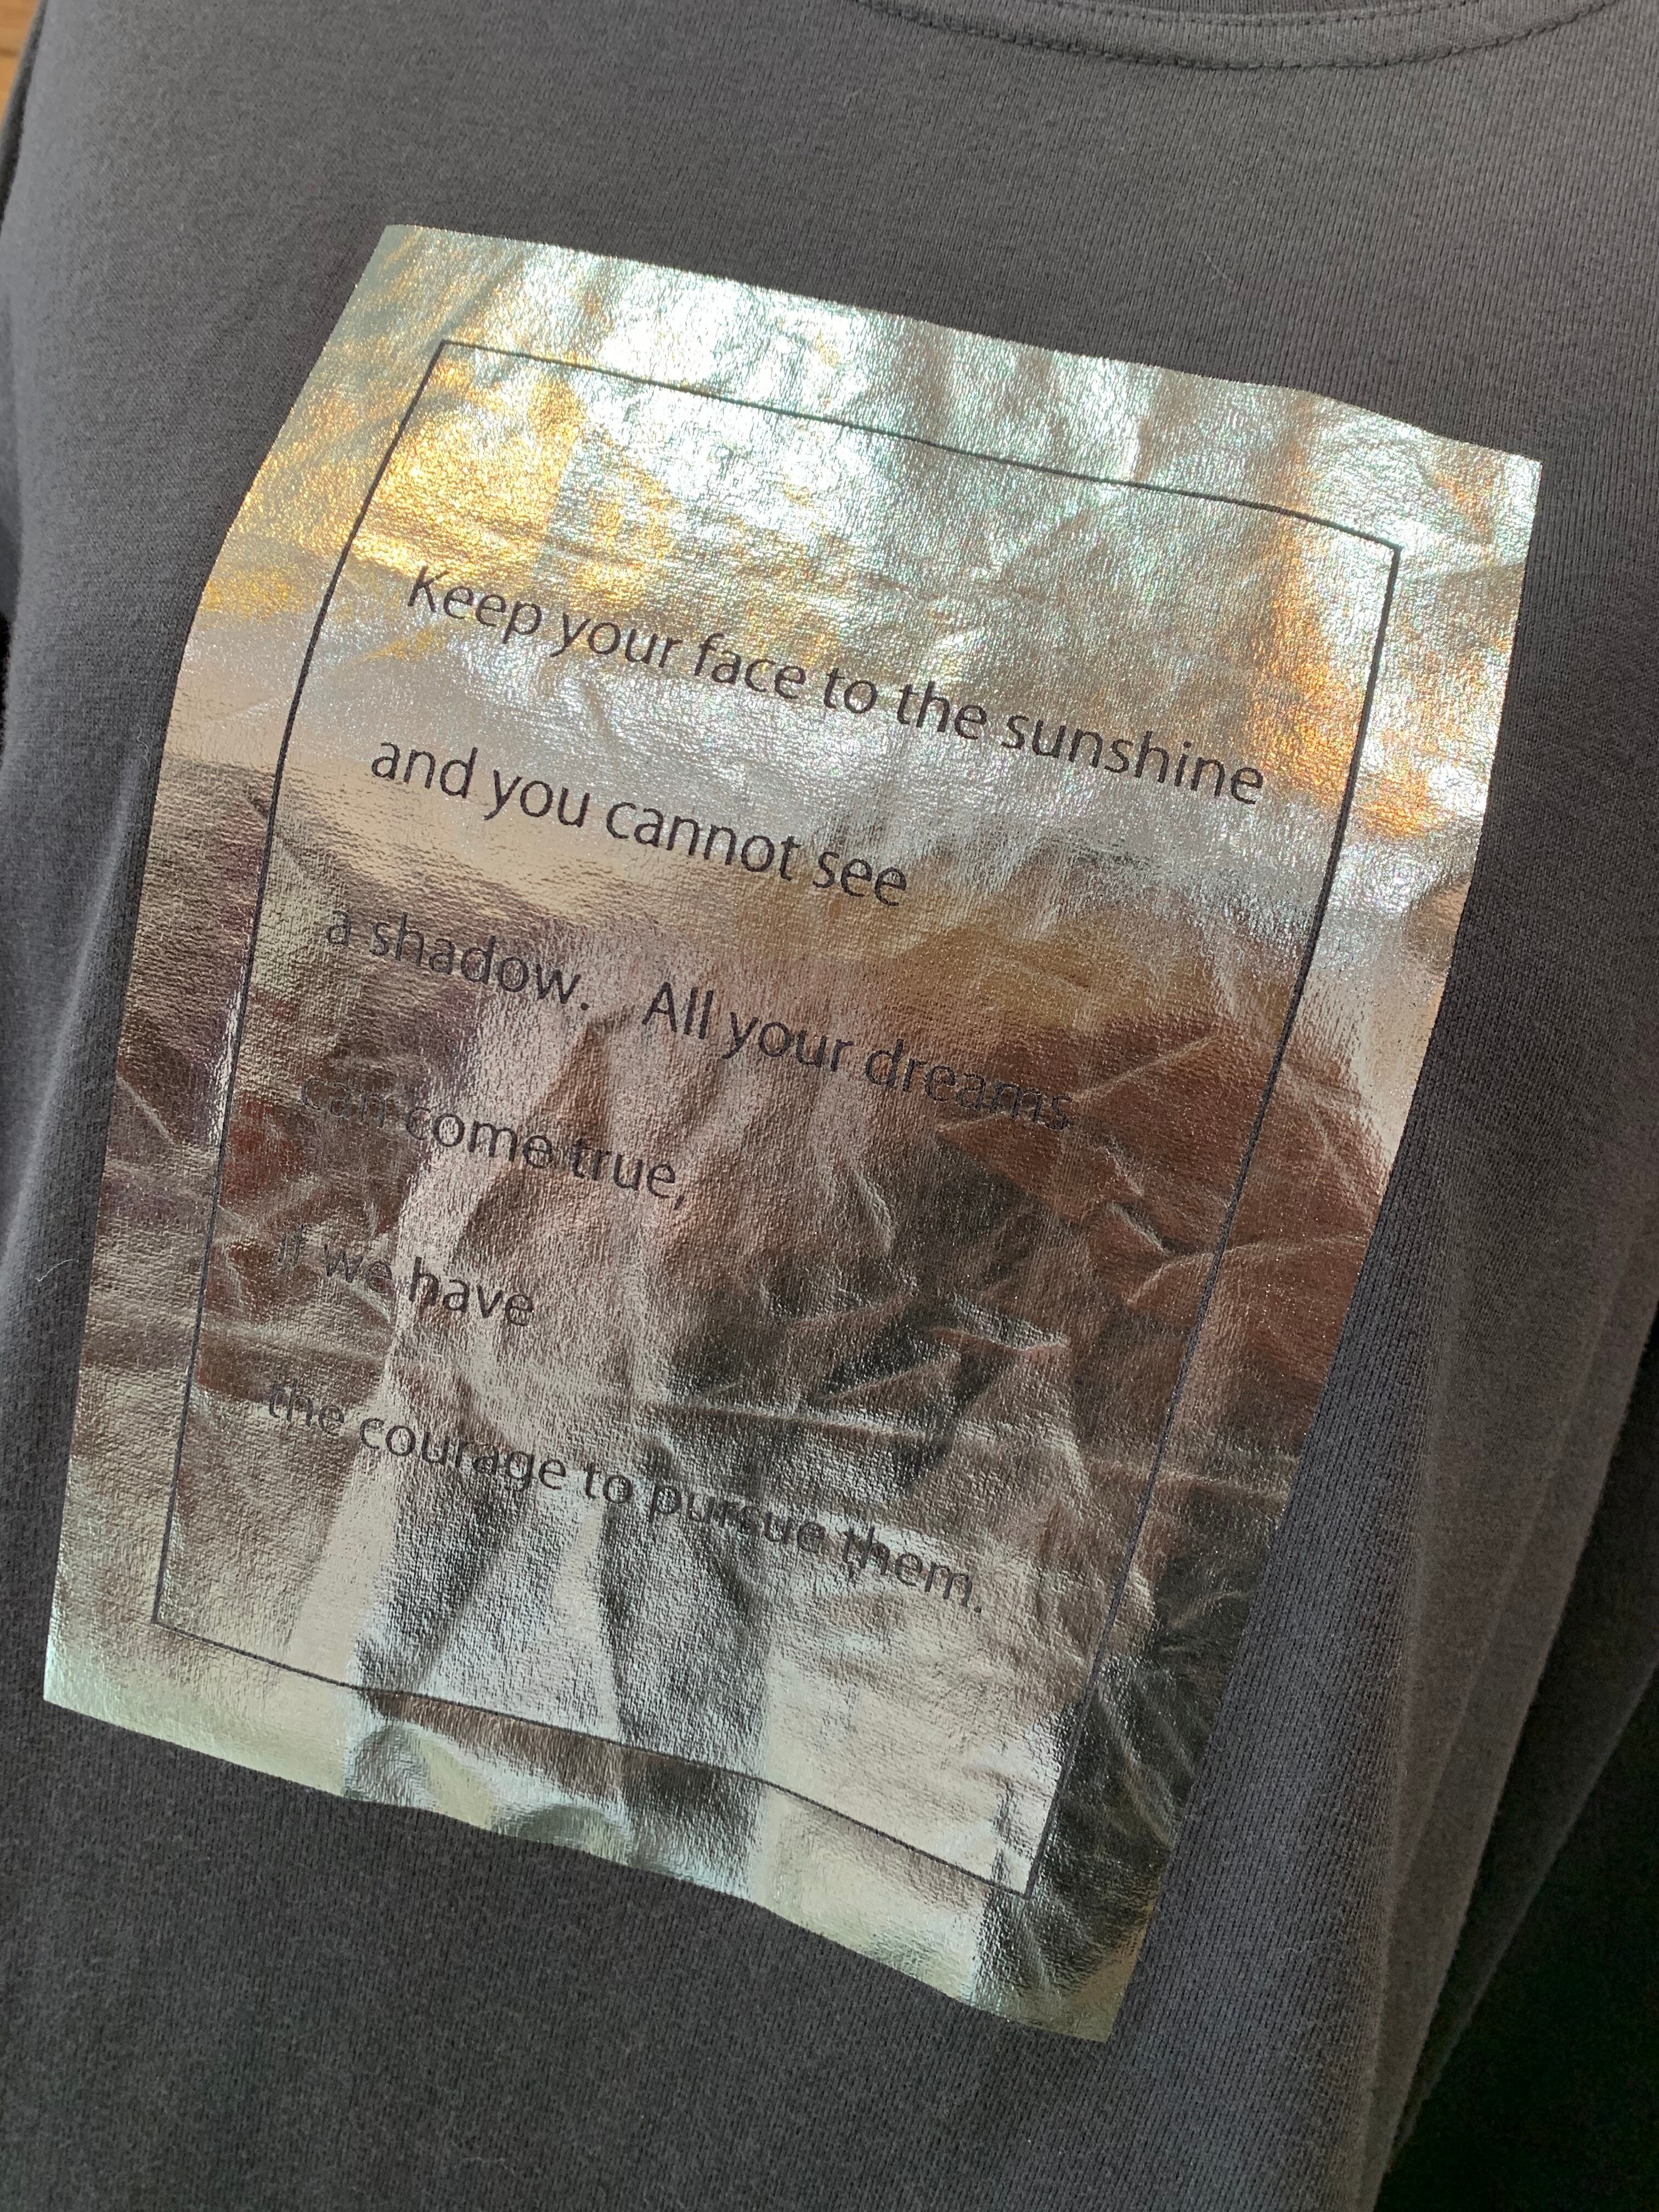 Keep your face to the sunshine
and you cannot see
a shadow. All your dreams
can come true,
if we have
the courage to pursue them.